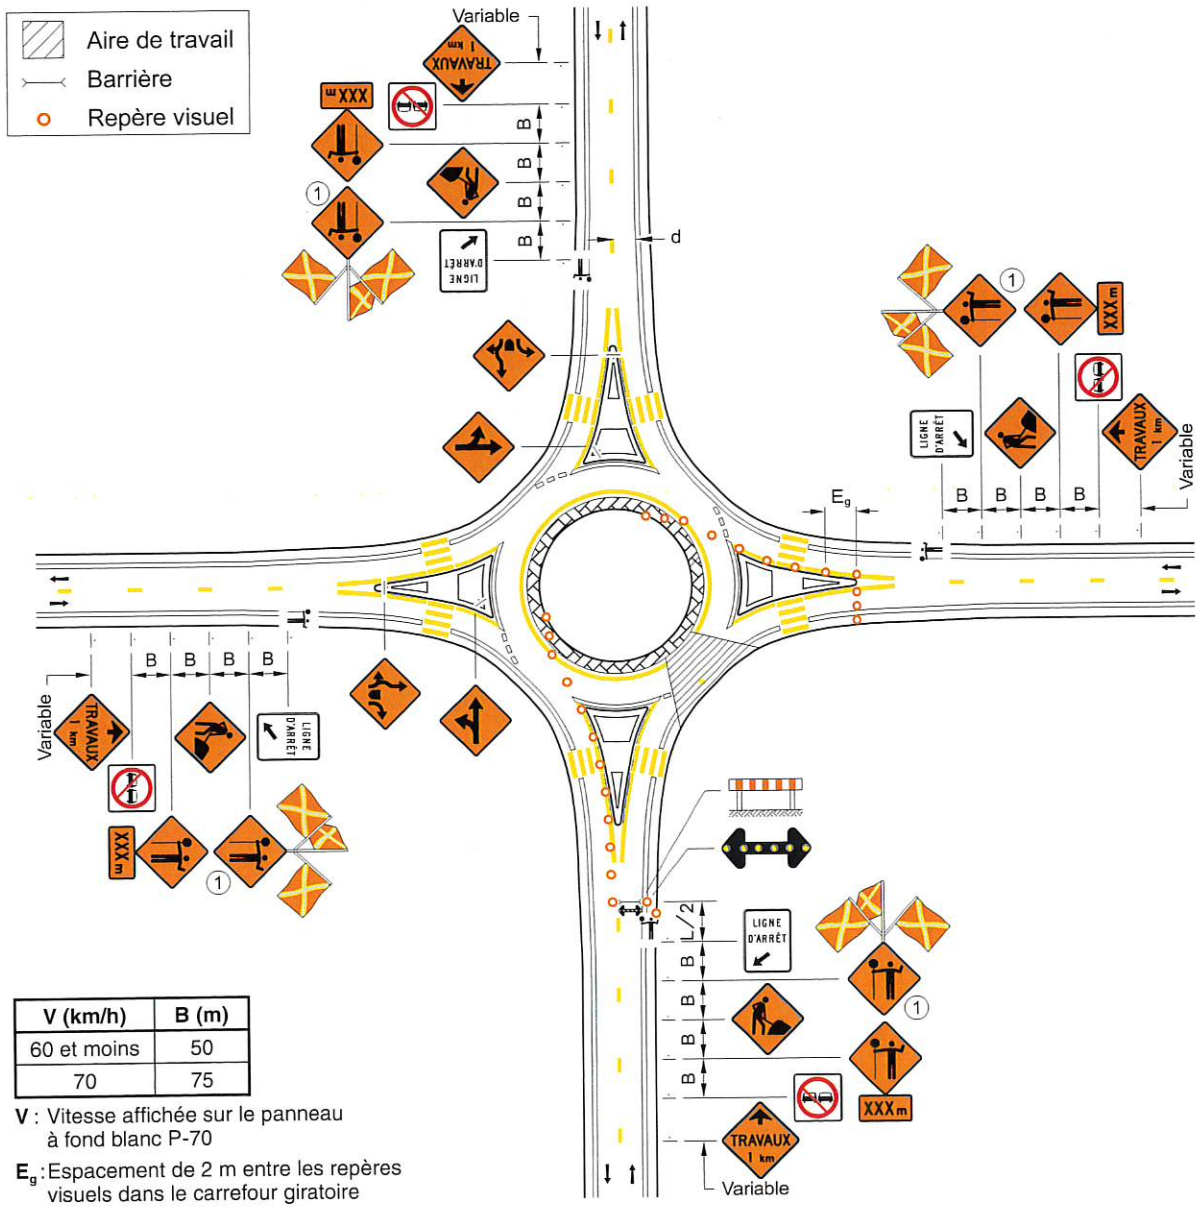 Aire de travail
Barrière
Repère visuel
Variable
TRAVAUX
1 km
XXX m
B
B
B
B
1
LIGNE
D'ARRÊT
d
1
XXX m
LIGNE
D'ARRÊT
TRAVAUX
1 km
Variable
B
B
B
B
Eg
B
B
B
B
Variable
TRAVAUX
1 km
LIGNE
D'ARRÊT
XXX m
1
L/2
B
B
B
B
LIGNE
D'ARRÊT
1
XXX m
TRAVAUX
1 km
Variable
V (km/h) B (m)
60 et moins 50
70 75
V : Vitesse affichée sur le panneau
à fond blanc P-70
Eg : Espacement de 2 m entre les repères
visuels dans le carrefour giratoire